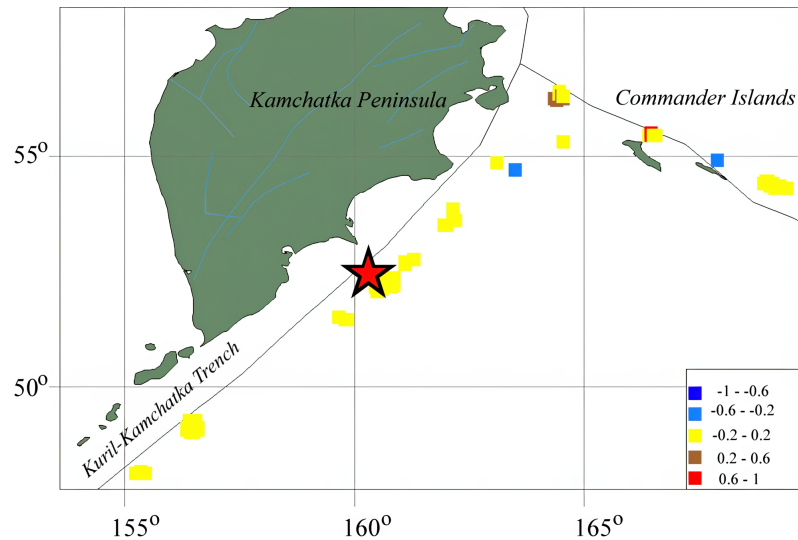 Kamchatka Peninsula
Commander Islands
55°
50°
Kuril-Kamchatka Trench
-1 - -0.6
-0.6 - -0.2
-0.2 - 0.2
0.2 - 0.6
0.6 - 1
155°
160°
165°